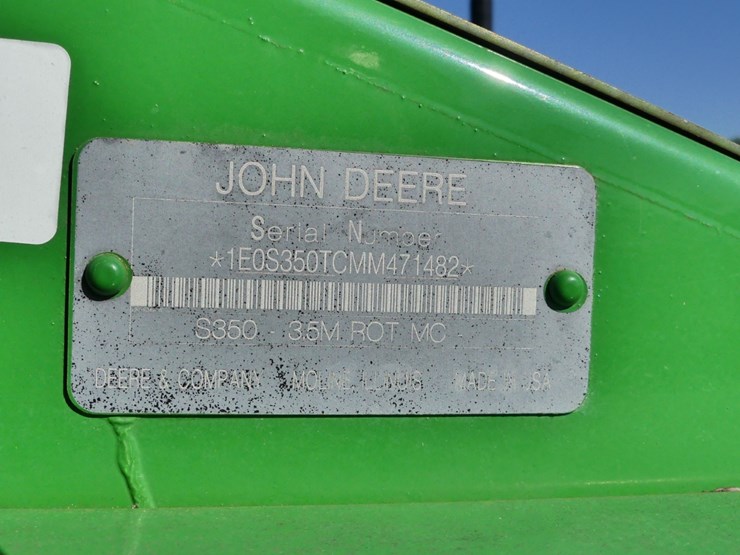 JOHN DEERE
Serial Number
*1E0S350TCMM471482*
S350 - 3.5M ROT MC
DEERE & COMPANY MOLINE ILLINOIS MADE IN USA